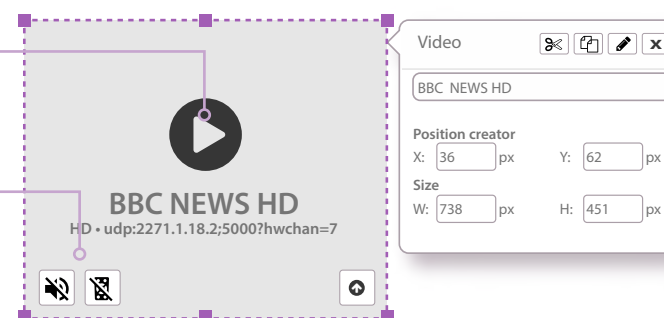 BBC NEWS HD
HD • udp:2271.1.18.2;5000?hwchan=7
Video
x
BBC NEWS HD
Position creator
X: 36 px Y: 62 px
Size
W: 738 px H: 451 px